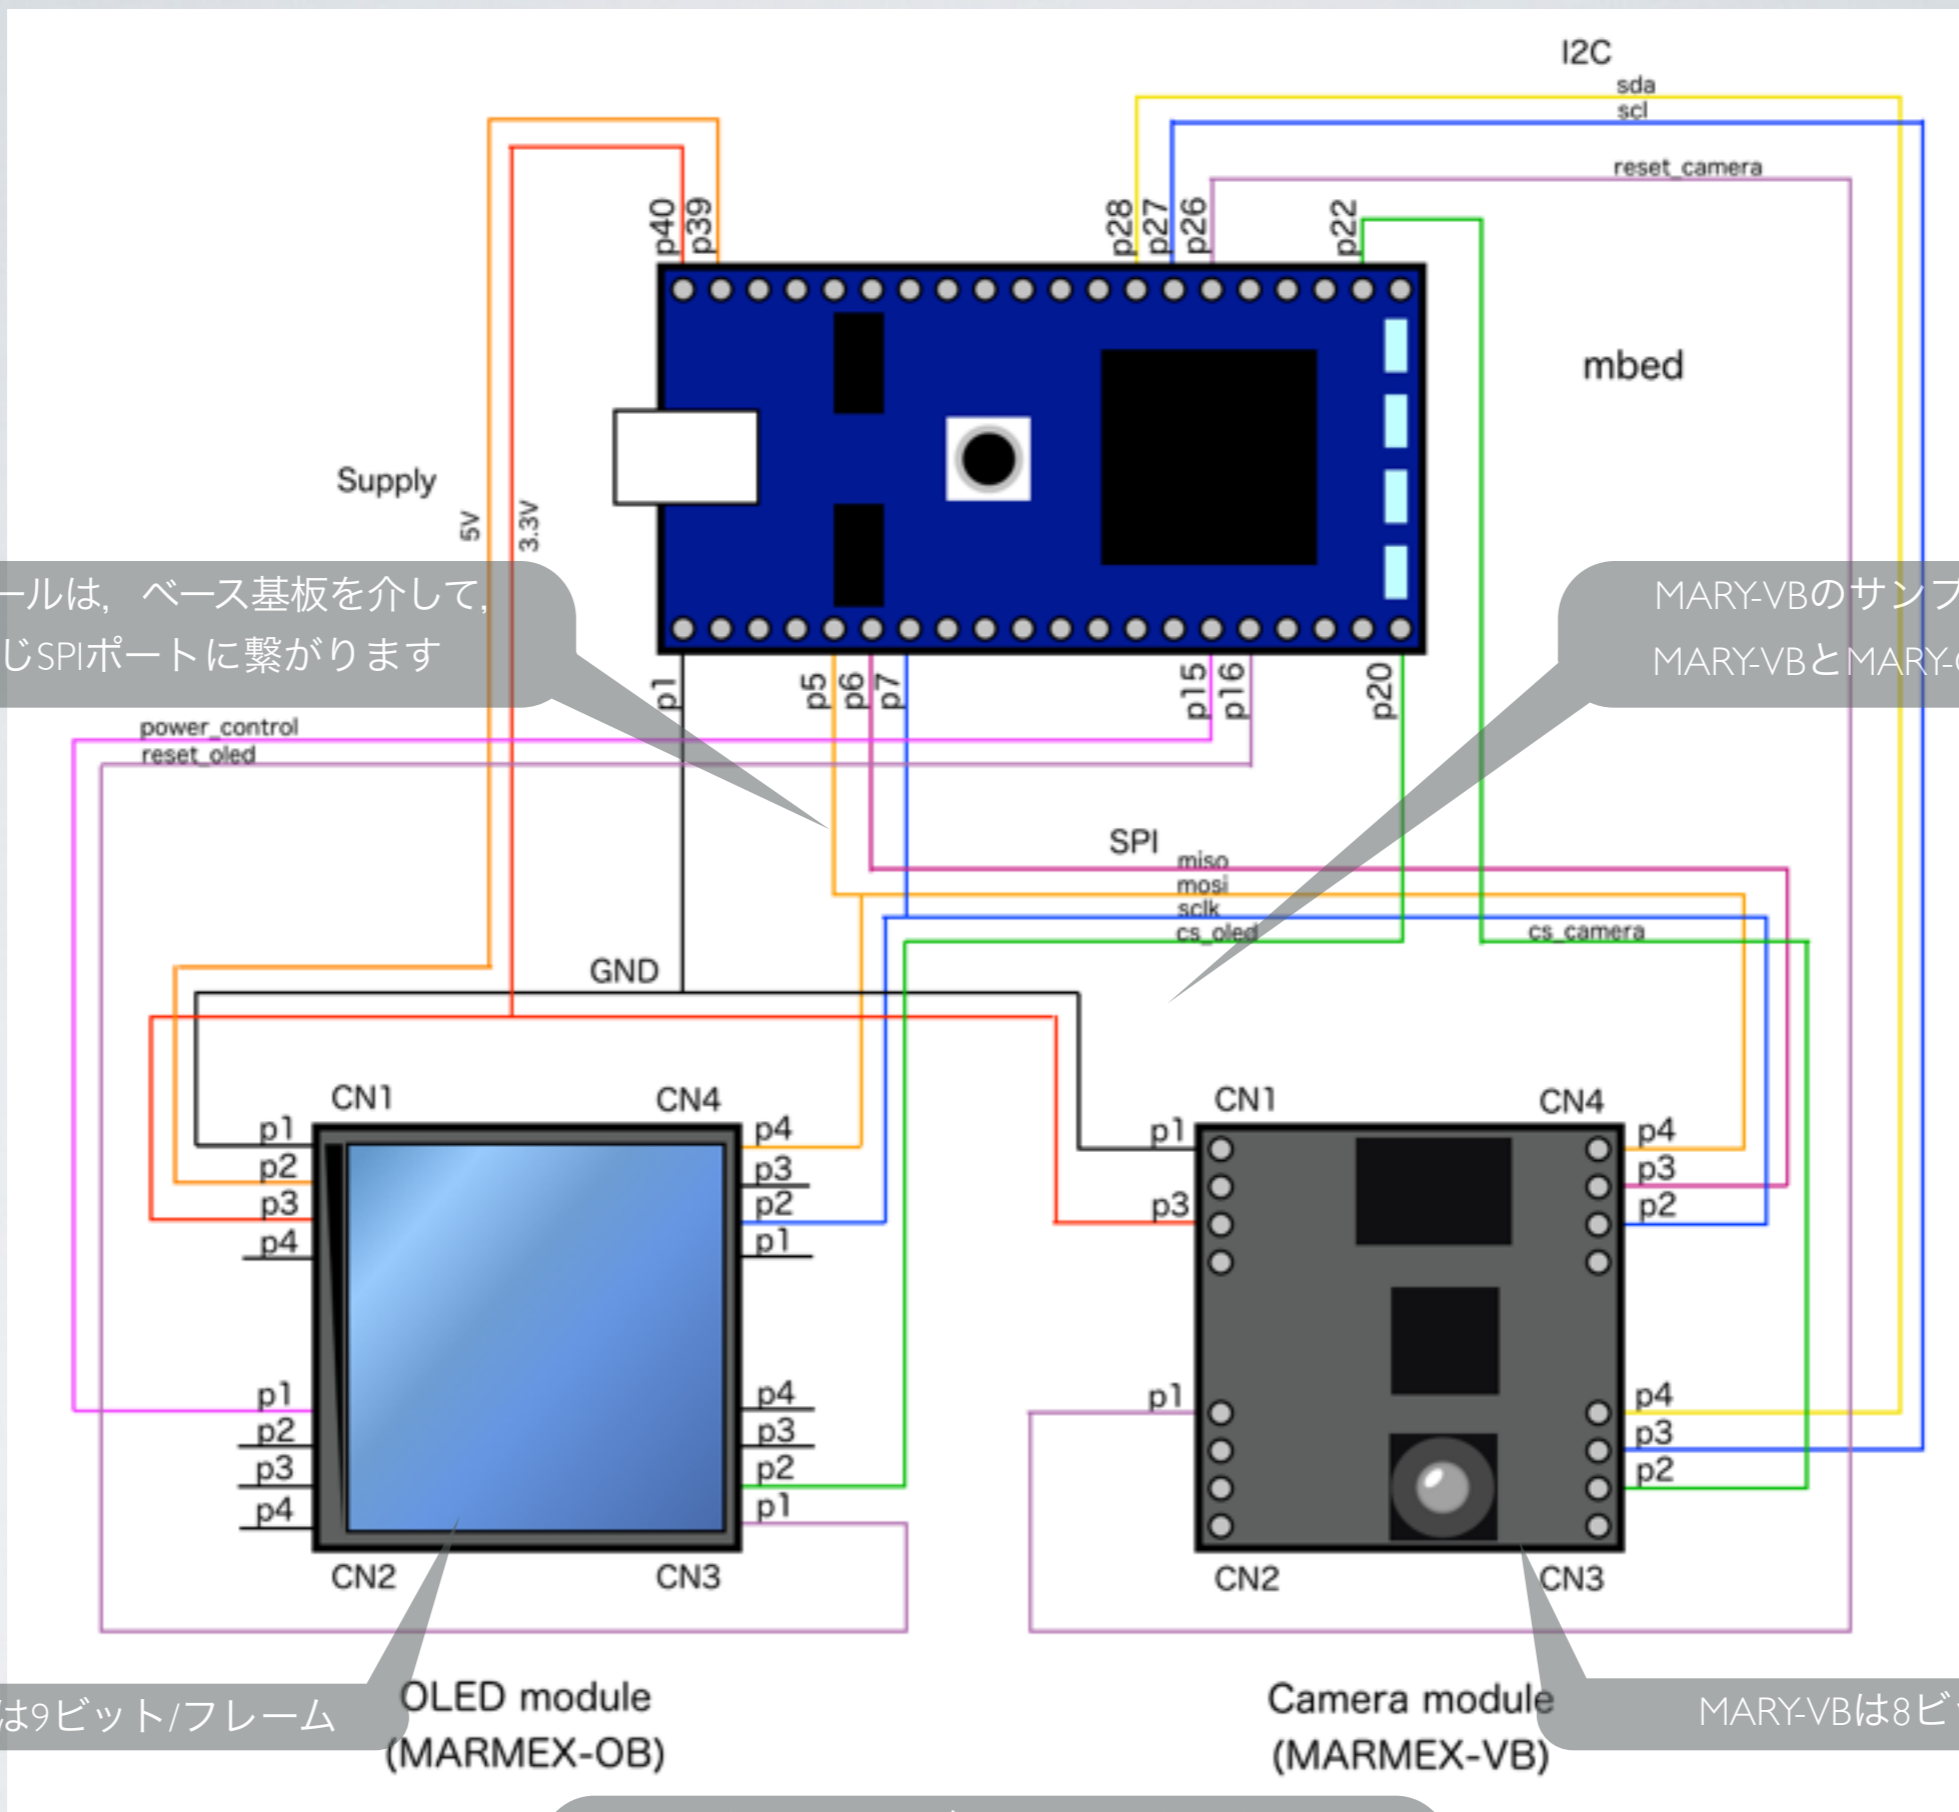 I2C
sda
scl
reset_camera
p40
p39
p28
p27
p26
p22
mbed
Supply
5V
3.3V
ールは，ベース基板を介して，
じSPIポートに繋がります
MARY-VBのサンプ
MARY-VBとMARY-
p1
p5
p6
p7
p15
p16
p20
power_control
reset_oled
SPI
miso
mosi
sclk
cs_oled
cs_camera
GND
CN1
CN4
p1
p2
p3
p4
p4
p3
p2
p1
p1
p2
p3
p4
p4
p3
p2
p1
CN2
CN3
CN1
CN4
p1
p3
p4
p3
p2
p1
p4
p3
p2
CN2
CN3
は9ビット/フレーム
OLED module
(MARMEX-OB)
Camera module
(MARMEX-VB)
MARY-VBは8ビ